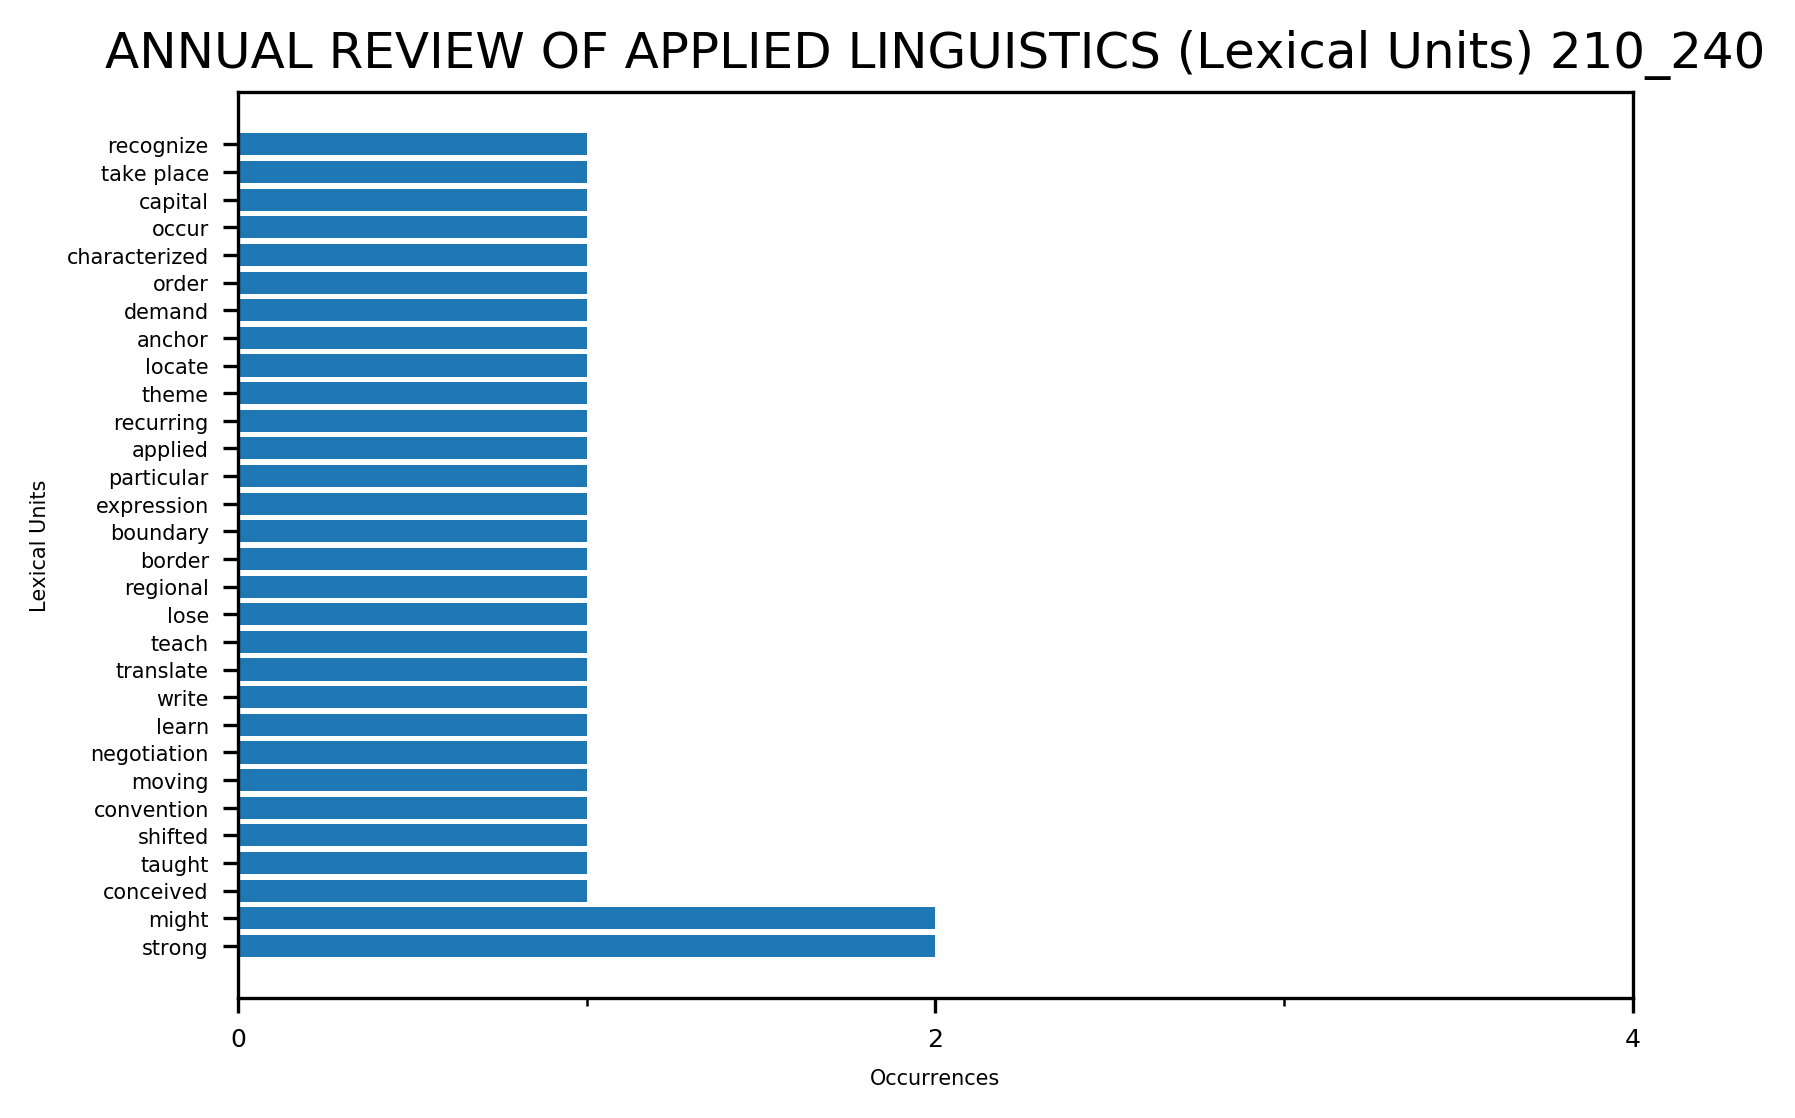 ANNUAL REVIEW OF APPLIED LINGUISTICS (Lexical Units) 210_240
Lexical Units
recognize
take place
capital
occur
characterized
order
demand
anchor
locate
theme
recurring
applied
particular
expression
boundary
border
regional
lose
teach
translate
write
learn
negotiation
moving
convention
shifted
taught
conceived
might
strong
0 2 4
Occurrences